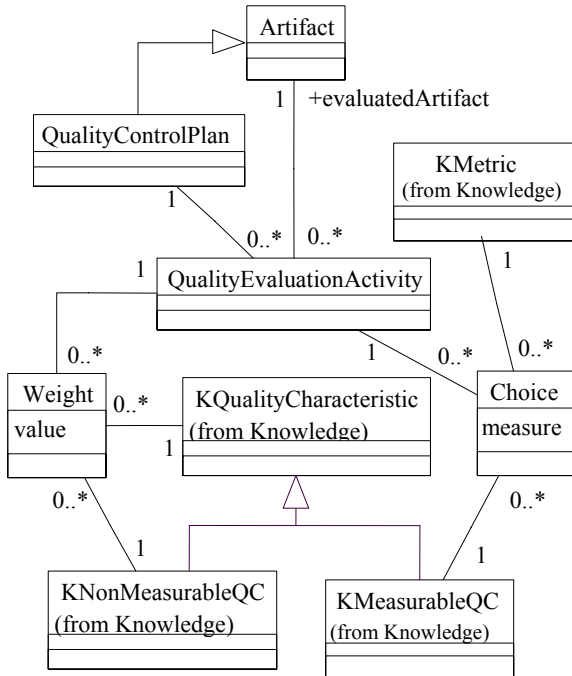 Artifact
1
+evaluatedArtifact
QualityControlPlan
KMetric
(from Knowledge)
1
0..*
0..*
1
1
QualityEvaluationActivity
1
0..*
0..*
0..*
Weight
value
0..*
1
KQualityCharacteristic
(from Knowledge)
Choice
measure
0..*
0..*
1
1
KNonMeasurableQC
(from Knowledge)
KMeasurableQC
(from Knowledge)